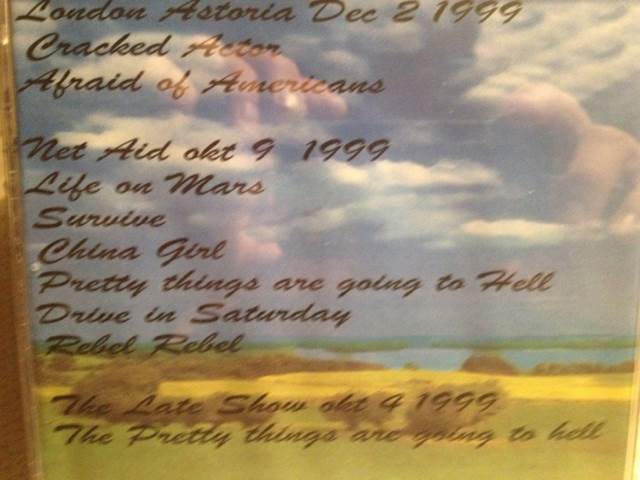 London Astoria Dec 2 1999
Cracked Actor
Afraid of Americans
Net Aid okt 9 1999
Life on Mars
Survive
China Girl
Pretty things are going to Hell
Drive in Saturday
Rebel Rebel
The Late Show okt 4 1999
The Pretty things are going to hell